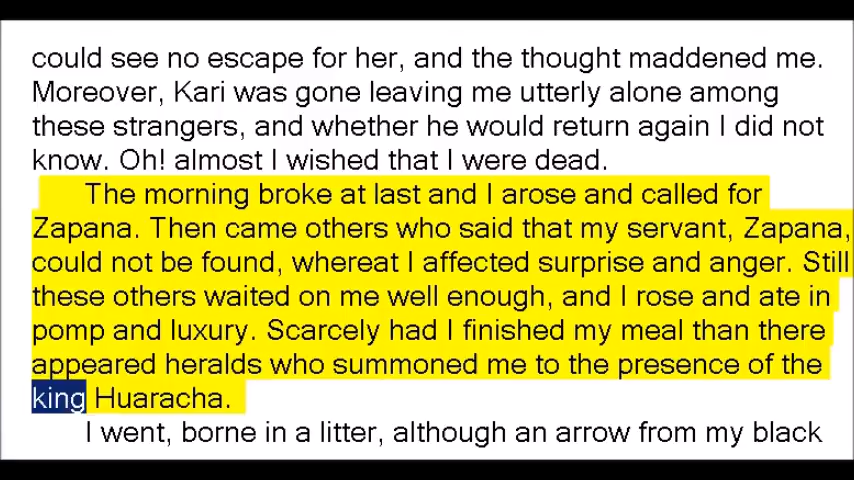 could see no escape for her, and the thought maddened me.
Moreover, Kari was gone leaving me utterly alone among
these strangers, and whether he would return again I did not
know. Oh! almost I wished that I were dead.
The morning broke at last and I arose and called for
Zapana. Then came others who said that my servant, Zapana,
could not be found, whereat I affected surprise and anger. Still
these others waited on me well enough, and I rose and ate in
pomp and luxury. Scarcely had I finished my meal than there
appeared heralds who summoned me to the presence of the
king Huaracha.
I went, borne in a litter, although an arrow from my black